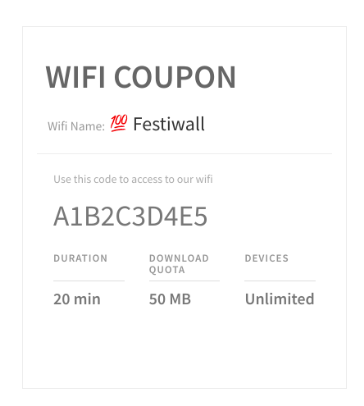 WIFI COUPON
Wifi Name: 💯 Festiwall
Use this code to access to our wifi
A1B2C3D4E5
DURATION DOWNLOAD QUOTA DEVICES
20 min 50 MB Unlimited